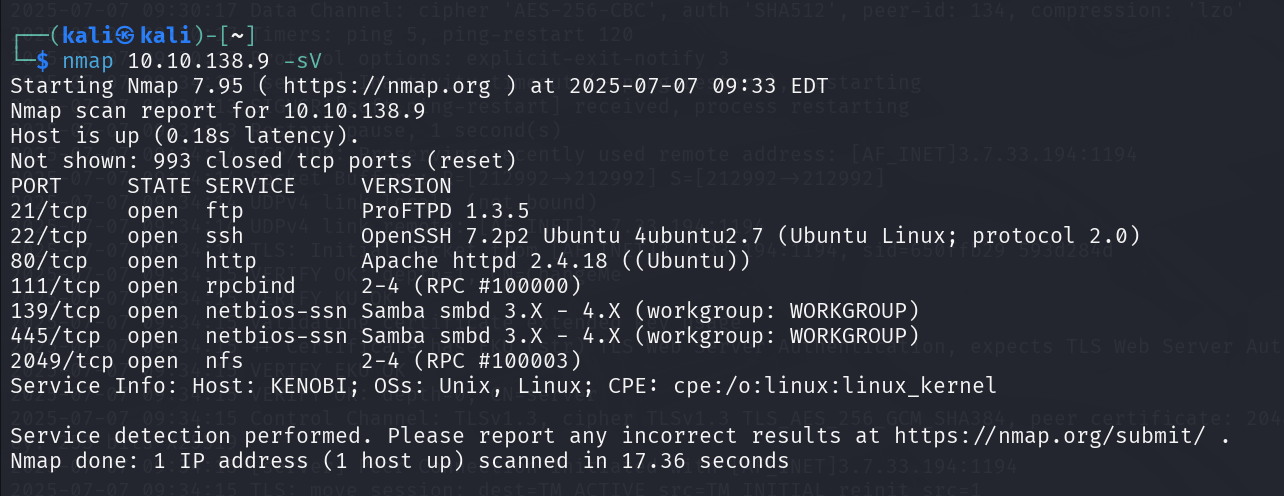 ┌──(kali㉿kali)-[~]
└─$ nmap 10.10.138.9 -sV
Starting Nmap 7.95 ( https://nmap.org ) at 2025-07-07 09:33 EDT
Nmap scan report for 10.10.138.9
Host is up (0.18s latency).
Not shown: 993 closed tcp ports (reset)
PORT     STATE SERVICE     VERSION
21/tcp   open  ftp         ProFTPD 1.3.5
22/tcp   open  ssh         OpenSSH 7.2p2 Ubuntu 4ubuntu2.7 (Ubuntu Linux; protocol 2.0)
80/tcp   open  http        Apache httpd 2.4.18 ((Ubuntu))
111/tcp  open  rpcbind     2-4 (RPC #100000)
139/tcp  open  netbios-ssn Samba smbd 3.X - 4.X (workgroup: WORKGROUP)
445/tcp  open  netbios-ssn Samba smbd 3.X - 4.X (workgroup: WORKGROUP)
2049/tcp open  nfs         2-4 (RPC #100003)
Service Info: Host: KENOBI; OSs: Unix, Linux; CPE: cpe:/o:linux:linux_kernel

Service detection performed. Please report any incorrect results at https://nmap.org/submit/ .
Nmap done: 1 IP address (1 host up) scanned in 17.36 seconds